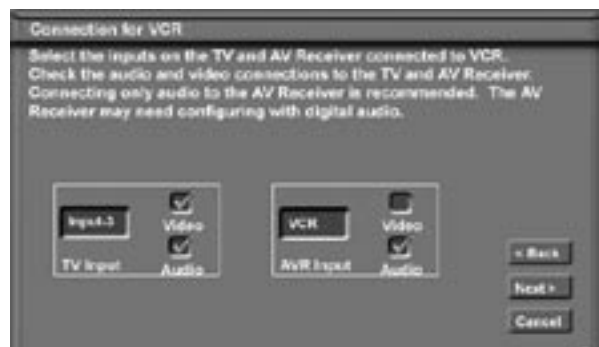 Connection for VCR
Select the inputs on the TV and AV Receiver connected to VCR.
Check the audio and video connections to the TV and AV Receiver.
Connecting only audio to the AV Receiver is recommended. The AV
Receiver may need configuring with digital audio.
Input-3
Video
TV Input
Audio
VCR
Video
AVR Input
Audio
< Back
Next >
Cancel